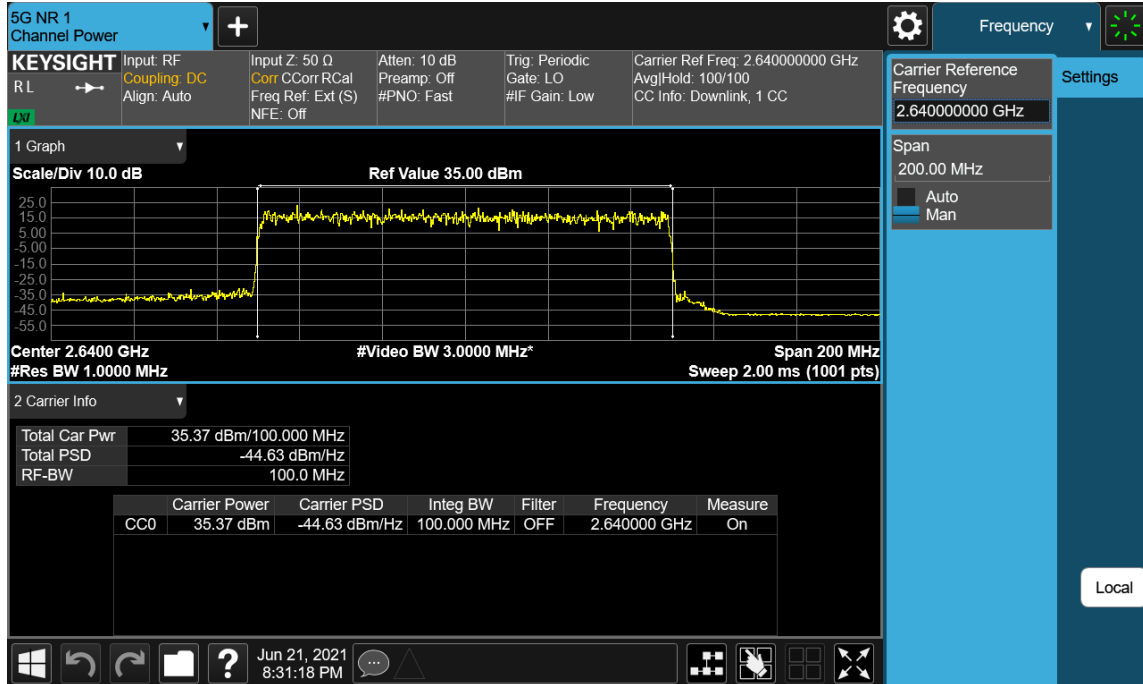 5G NR 1
Channel Power
+
Frequency
KEYSIGHT
R L
LXI
Input: RF
Coupling: DC
Align: Auto
Input Z: 50 Ω
Corr CCorr RCal
Freq Ref: Ext (S)
NFE: Off
Atten: 10 dB
Preamp: Off
#PNO: Fast
Trig: Periodic
Gate: LO
#IF Gain: Low
Carrier Ref Freq: 2.640000000 GHz
Avg|Hold: 100/100
CC Info: Downlink, 1 CC
Carrier Reference
Frequency
2.640000000 GHz
Span
200.00 MHz
Auto
Man
Settings
Local
1 Graph
Scale/Div 10.0 dB
Ref Value 35.00 dBm
25.0
15.0
5.00
-5.00
-15.0
-25.0
-35.0
-45.0
-55.0
Center 2.6400 GHz
#Video BW 3.0000 MHz*
Span 200 MHz
#Res BW 1.0000 MHz
Sweep 2.00 ms (1001 pts)
2 Carrier Info
Total Car Pwr 35.37 dBm/100.000 MHz
Total PSD -44.63 dBm/Hz
RF-BW 100.0 MHz
Carrier Power Carrier PSD Integ BW Filter Frequency Measure
CC0 35.37 dBm -44.63 dBm/Hz 100.000 MHz OFF 2.640000 GHz On
?
Jun 21, 2021
8:31:18 PM